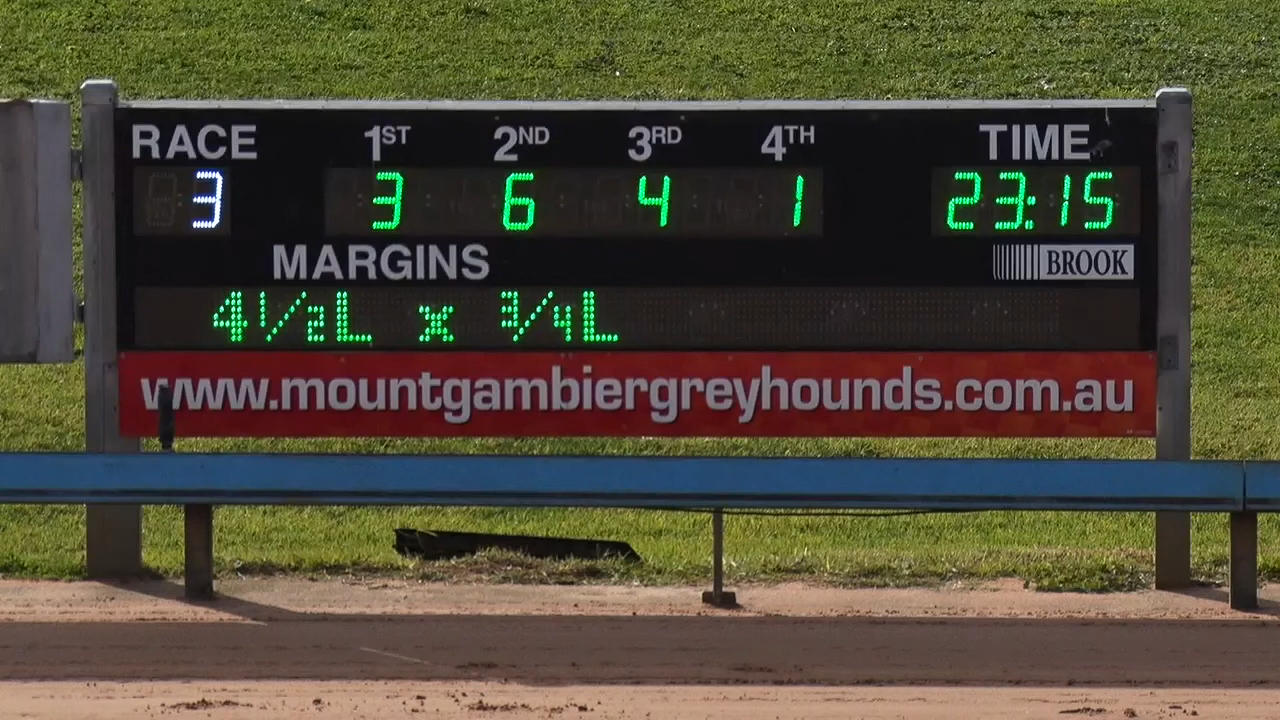 RACE 1ST 2ND 3RD 4TH TIME
3 3 6 4 1 23:15
MARGINS BROOK
4½L x ¾L
www.mountgambiergreyhounds.com.au